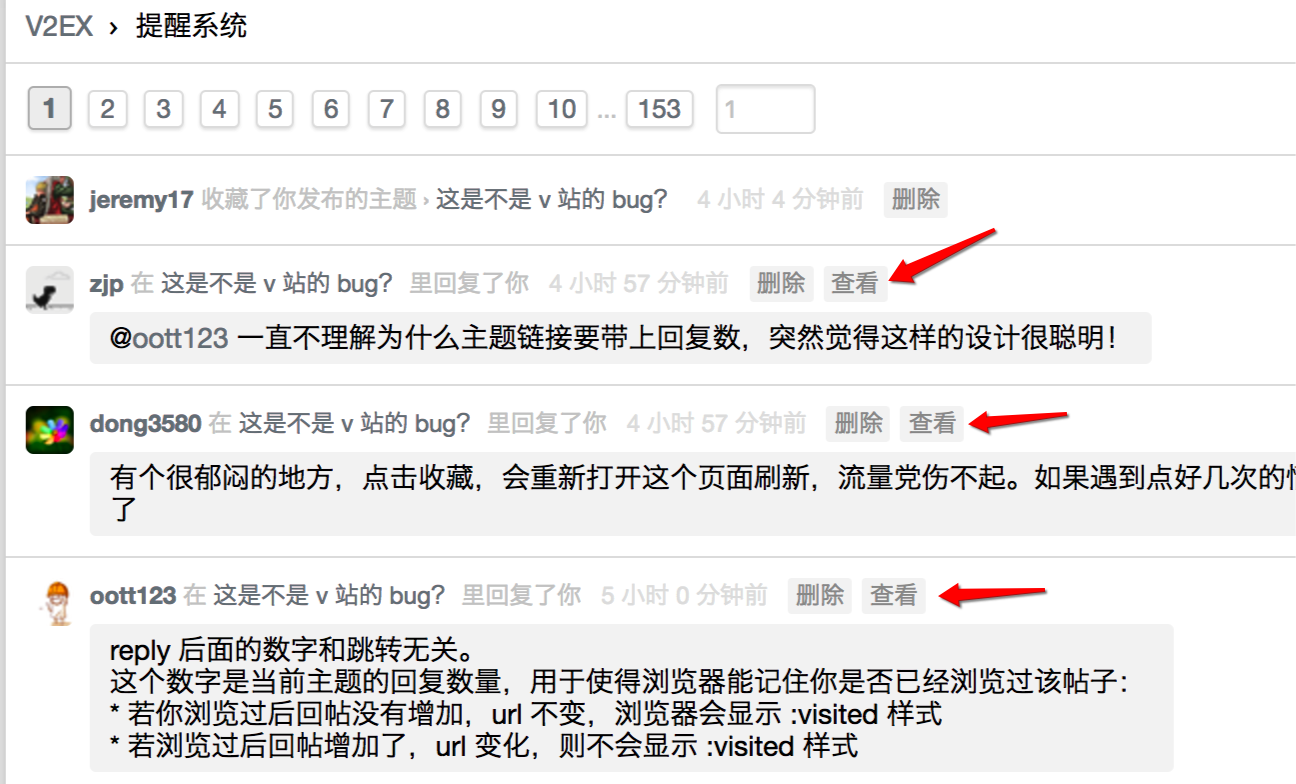 V2EX › 提醒系统
1 2 3 4 5 6 7 8 9 10 ... 153 1
jeremy17 收藏了你发布的主题 › 这是不是 v 站的 bug? 4 小时 4 分钟前 删除
zjp 在 这是不是 v 站的 bug? 里回复了你 4 小时 57 分钟前 删除 查看
@oott123 一直不理解为什么主题链接要带上回复数，突然觉得这样的设计很聪明！
dong3580 在 这是不是 v 站的 bug? 里回复了你 4 小时 57 分钟前 删除 查看
有个很郁闷的地方，点击收藏，会重新打开这个页面刷新，流量党伤不起。如果遇到点好几次的
了
oott123 在 这是不是 v 站的 bug? 里回复了你 5 小时 0 分钟前 删除 查看
reply 后面的数字和跳转无关。
这个数字是当前主题的回复数量，用于使得浏览器能记住你是否已经浏览过该帖子：
* 若你浏览过后回帖没有增加，url 不变，浏览器会显示 :visited 样式
* 若浏览过后回帖增加了，url 变化，则不会显示 :visited 样式